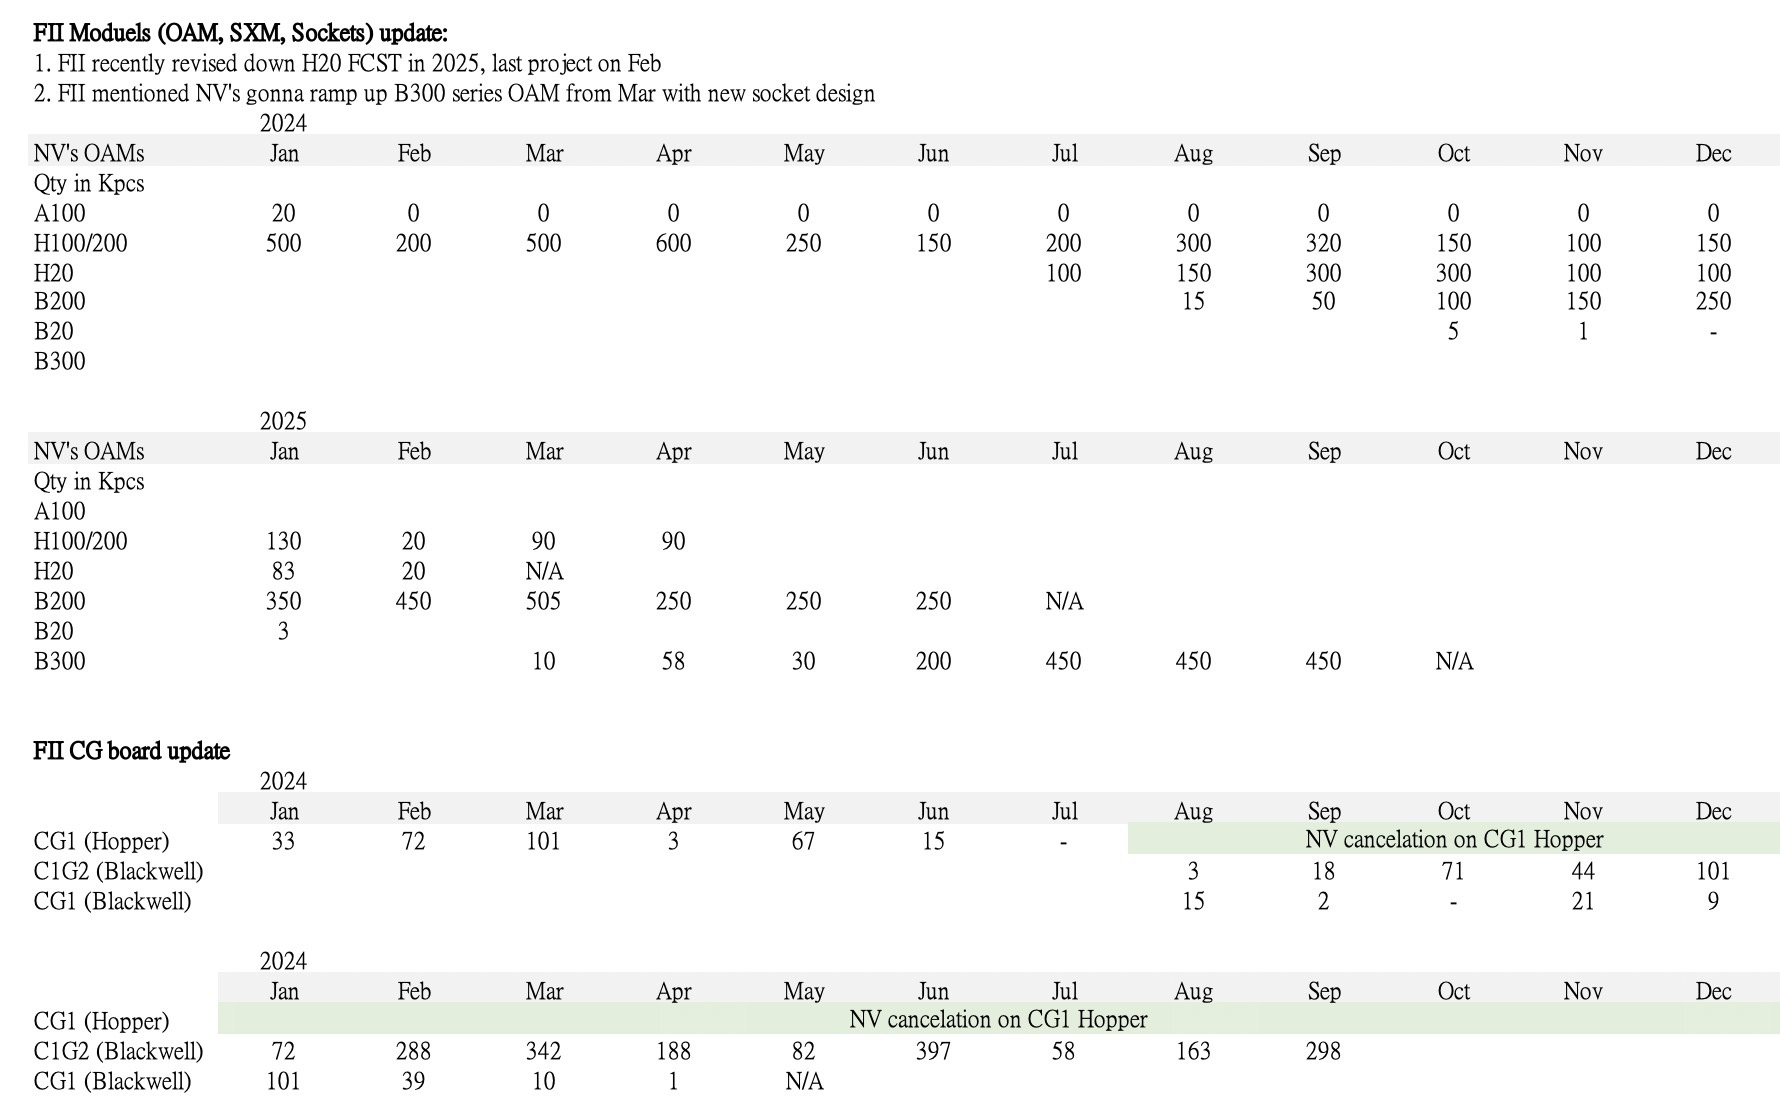 FII Moduels (OAM, SXM, Sockets) update:
1. FII recently revised down H20 FCST in 2025, last project on Feb
2. FII mentioned NV's gonna ramp up B300 series OAM from Mar with new socket design
2024
NV's OAMs Jan Feb Mar Apr May Jun Jul Aug Sep Oct Nov Dec
Qty in Kpcs
A100 20 0 0 0 0 0 0 0 0 0 0 0
H100/200 500 200 500 600 250 150 200 300 320 150 100 150
H20 100 150 300 300 100 100
B200 15 50 100 150 250
B20 5 1 -
B300
2025
NV's OAMs Jan Feb Mar Apr May Jun Jul Aug Sep Oct Nov Dec
Qty in Kpcs
A100
H100/200 130 20 90 90
H20 83 20 N/A
B200 350 450 505 250 250 250 N/A
B20 3
B300 10 58 30 200 450 450 450 N/A
FII CG board update
2024
Jan Feb Mar Apr May Jun Jul Aug Sep Oct Nov Dec
CG1 (Hopper) 33 72 101 3 67 15 - NV cancelation on CG1 Hopper
C1G2 (Blackwell) 3 18 71 44 101
CG1 (Blackwell) 15 2 - 21 9
2024
Jan Feb Mar Apr May Jun Jul Aug Sep Oct Nov Dec
CG1 (Hopper) NV cancelation on CG1 Hopper
C1G2 (Blackwell) 72 288 342 188 82 397 58 163 298
CG1 (Blackwell) 101 39 10 1 N/A